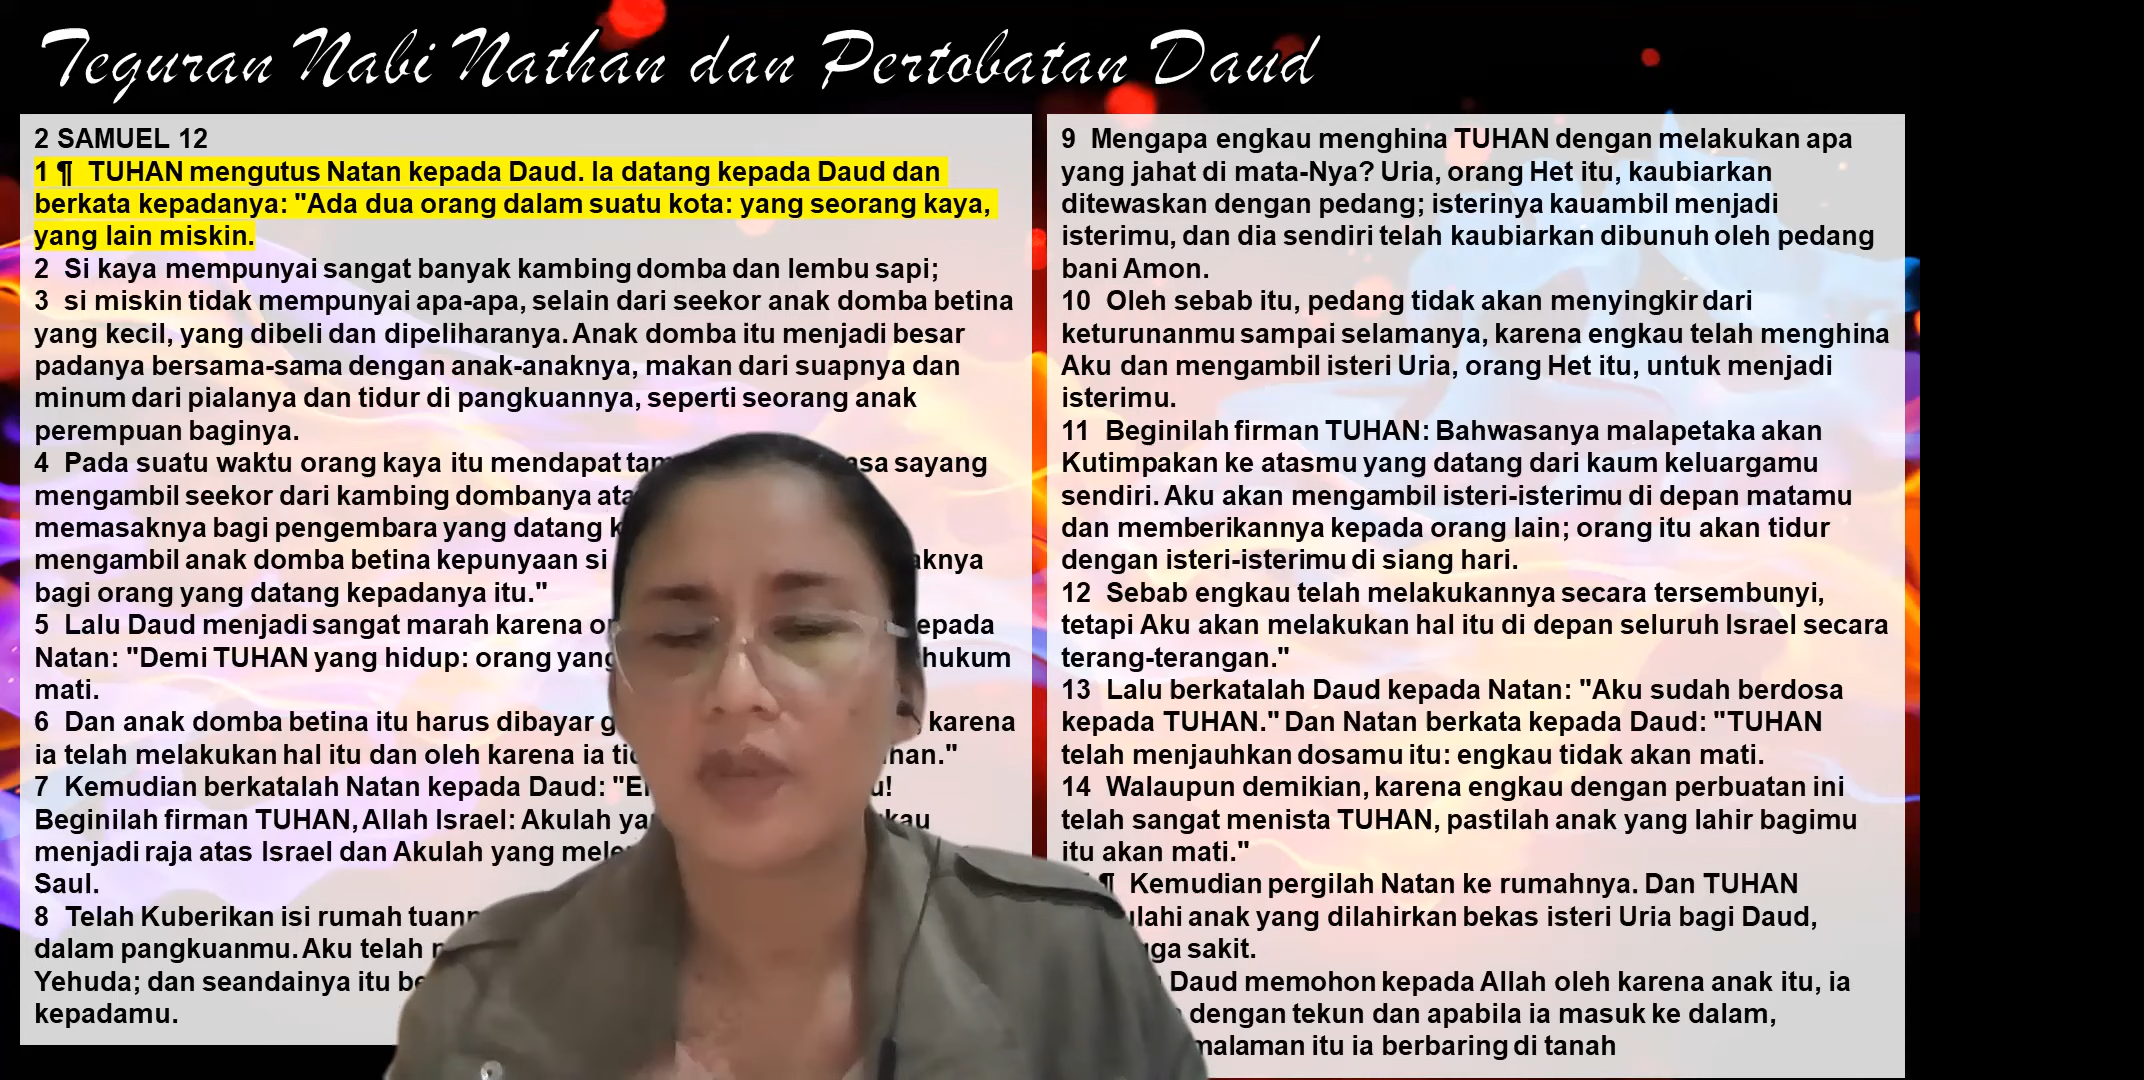 Teguran Nabi Nathan dan Pertobatan Daud
2 SAMUEL 12
1 ¶ TUHAN mengutus Natan kepada Daud. Ia datang kepada Daud dan
berkata kepadanya: "Ada dua orang dalam suatu kota: yang seorang kaya,
yang lain miskin.
2 Si kaya mempunyai sangat banyak kambing domba dan lembu sapi;
3 si miskin tidak mempunyai apa-apa, selain dari seekor anak domba betina
yang kecil, yang dibeli dan dipeliharanya. Anak domba itu menjadi besar
padanya bersama-sama dengan anak-anaknya, makan dari suapnya dan
minum dari pialanya dan tidur di pangkuannya, seperti seorang anak
perempuan baginya.
4 Pada suatu waktu orang kaya itu mendapat sayang
mengambil seekor dari kambing dombanya
memasaknya bagi pengembara yang datang
mengambil anak domba betina kepunyaan si
bagi orang yang datang kepadanya itu."
5 Lalu Daud menjadi sangat marah karena
Natan: "Demi TUHAN yang hidup: orang hukum
mati.
6 Dan anak domba betina itu harus dibayar , karena
ia telah melakukan hal itu dan oleh karena ia
7 Kemudian berkatalah Natan kepada Daud:
Beginilah firman TUHAN, Allah Israel: Akulah
menjadi raja atas Israel dan Akulah yang
Saul.
8 Telah Kuberikan isi rumah
dalam pangkuanmu. Aku telah
Yehuda; dan seandainya itu
kepadamu.
9 Mengapa engkau menghina TUHAN dengan melakukan apa
yang jahat di mata-Nya? Uria, orang Het itu, kaubiarkan
ditewaskan dengan pedang; isterinya kauambil menjadi
isterimu, dan dia sendiri telah kaubiarkan dibunuh oleh pedang
bani Amon.
10 Oleh sebab itu, pedang tidak akan menyingkir dari
keturunanmu sampai selamanya, karena engkau telah menghina
Aku dan mengambil isteri Uria, orang Het itu, untuk menjadi
isterimu.
11 Beginilah firman TUHAN: Bahwasanya malapetaka akan
Kutimpakan ke atasmu yang datang dari kaum keluargamu
sendiri. Aku akan mengambil isteri-isterimu di depan matamu
dan memberikannya kepada orang lain; orang itu akan tidur
dengan isteri-isterimu di siang hari.
12 Sebab engkau telah melakukannya secara tersembunyi,
tetapi Aku akan melakukan hal itu di depan seluruh Israel secara
terang-terangan."
13 Lalu berkatalah Daud kepada Natan: "Aku sudah berdosa
kepada TUHAN." Dan Natan berkata kepada Daud: "TUHAN
telah menjauhkan dosamu itu: engkau tidak akan mati.
14 Walaupun demikian, karena engkau dengan perbuatan ini
telah sangat menista TUHAN, pastilah anak yang lahir bagimu
itu akan mati."
¶ Kemudian pergilah Natan ke rumahnya. Dan TUHAN
anak yang dilahirkan bekas isteri Uria bagi Daud,
sakit.
Daud memohon kepada Allah oleh karena anak itu, ia
dengan tekun dan apabila ia masuk ke dalam,
itu ia berbaring di tanah